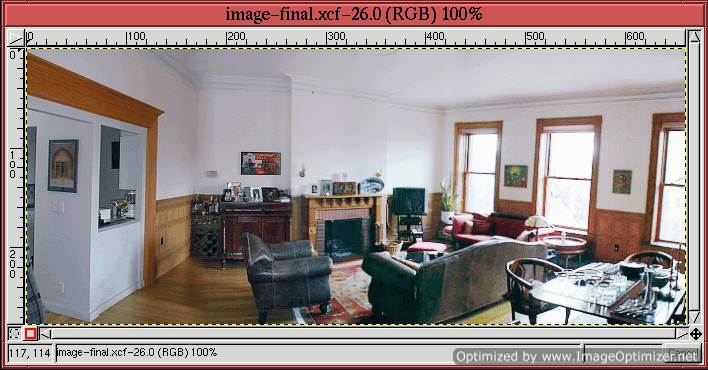 image-final.xcf-26.0 (RGB) 100%
0 100 200 300 400 500 600
0
100
200
117, 114 image-final.xcf-26.0 (RGB) 100%
Cancel
Optimized by www.ImageOptimizer.net